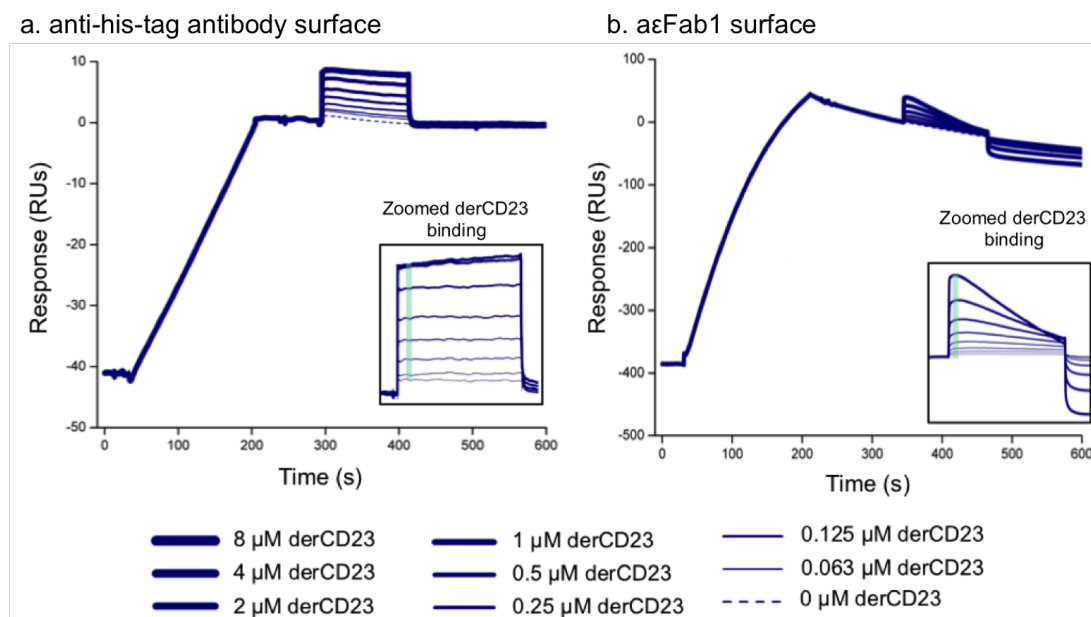 a. anti-his-tag antibody surface
10
0
-10
-20
-30
-40
-50
Response (RUs)
0 100 200 300 400 500 600
Time (s)
Zoomed derCD23
binding
b. aεFab1 surface
100
0
-100
-200
-300
-400
-500
Response (RUs)
0 100 200 300 400 500 600
Time (s)
Zoomed derCD23
binding
8 µM derCD23
4 µM derCD23
2 µM derCD23
1 µM derCD23
0.5 µM derCD23
0.25 µM derCD23
0.125 µM derCD23
0.063 µM derCD23
0 µM derCD23